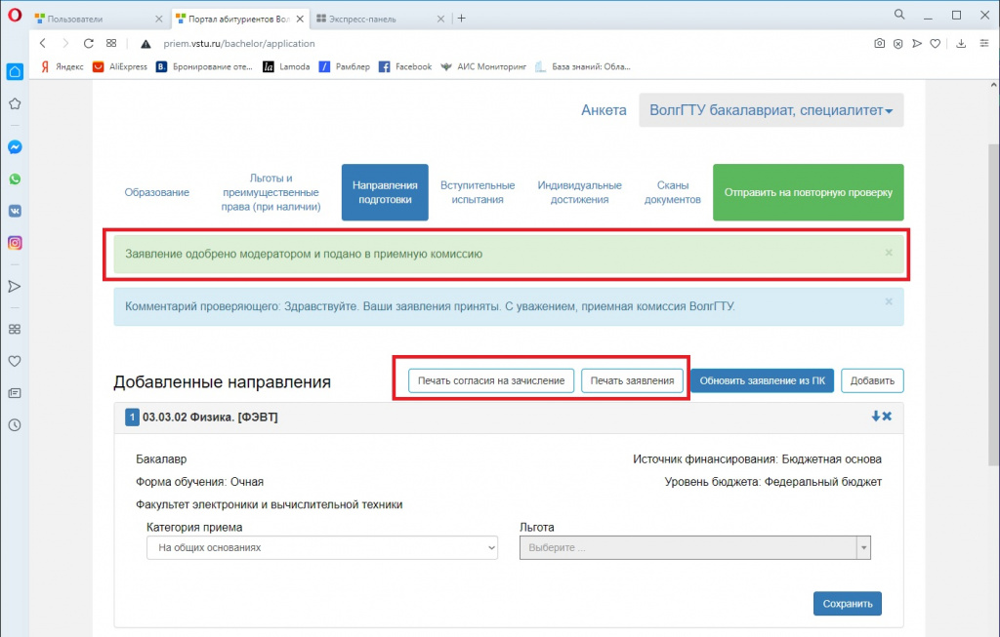 Пользователи
Портал абитуриентов Вол
Экспресс-панель
priem.vstu.ru/bachelor/application
Яндекс
AliExpress
Бронирование оте...
Lamoda
Рамблер
Facebook
АИС Мониторинг
База знаний: Обла...
Анкета
ВолгГТУ бакалавриат, специалитет
Образование
Льготы и
преимущественные
права (при наличии)
Направления
подготовки
Вступительные
испытания
Индивидуальные
достижения
Сканы
документов
Отправить на повторную проверку
Заявление одобрено модератором и подано в приемную комиссию
Комментарий проверяющего: Здравствуйте. Ваши заявления приняты. С уважением, приемная комиссия ВолгГТУ.
Добавленные направления
Печать согласия на зачисление
Печать заявления
Обновить заявление из ПК
Добавить
1 03.03.02 Физика. [ФЭВТ]
Бакалавр
Источник финансирования: Бюджетная основа
Форма обучения: Очная
Уровень бюджета: Федеральный бюджет
Факультет электроники и вычислительной техники
Категория приема
Льгота
На общих основаниях
Выберите ...
Сохранить